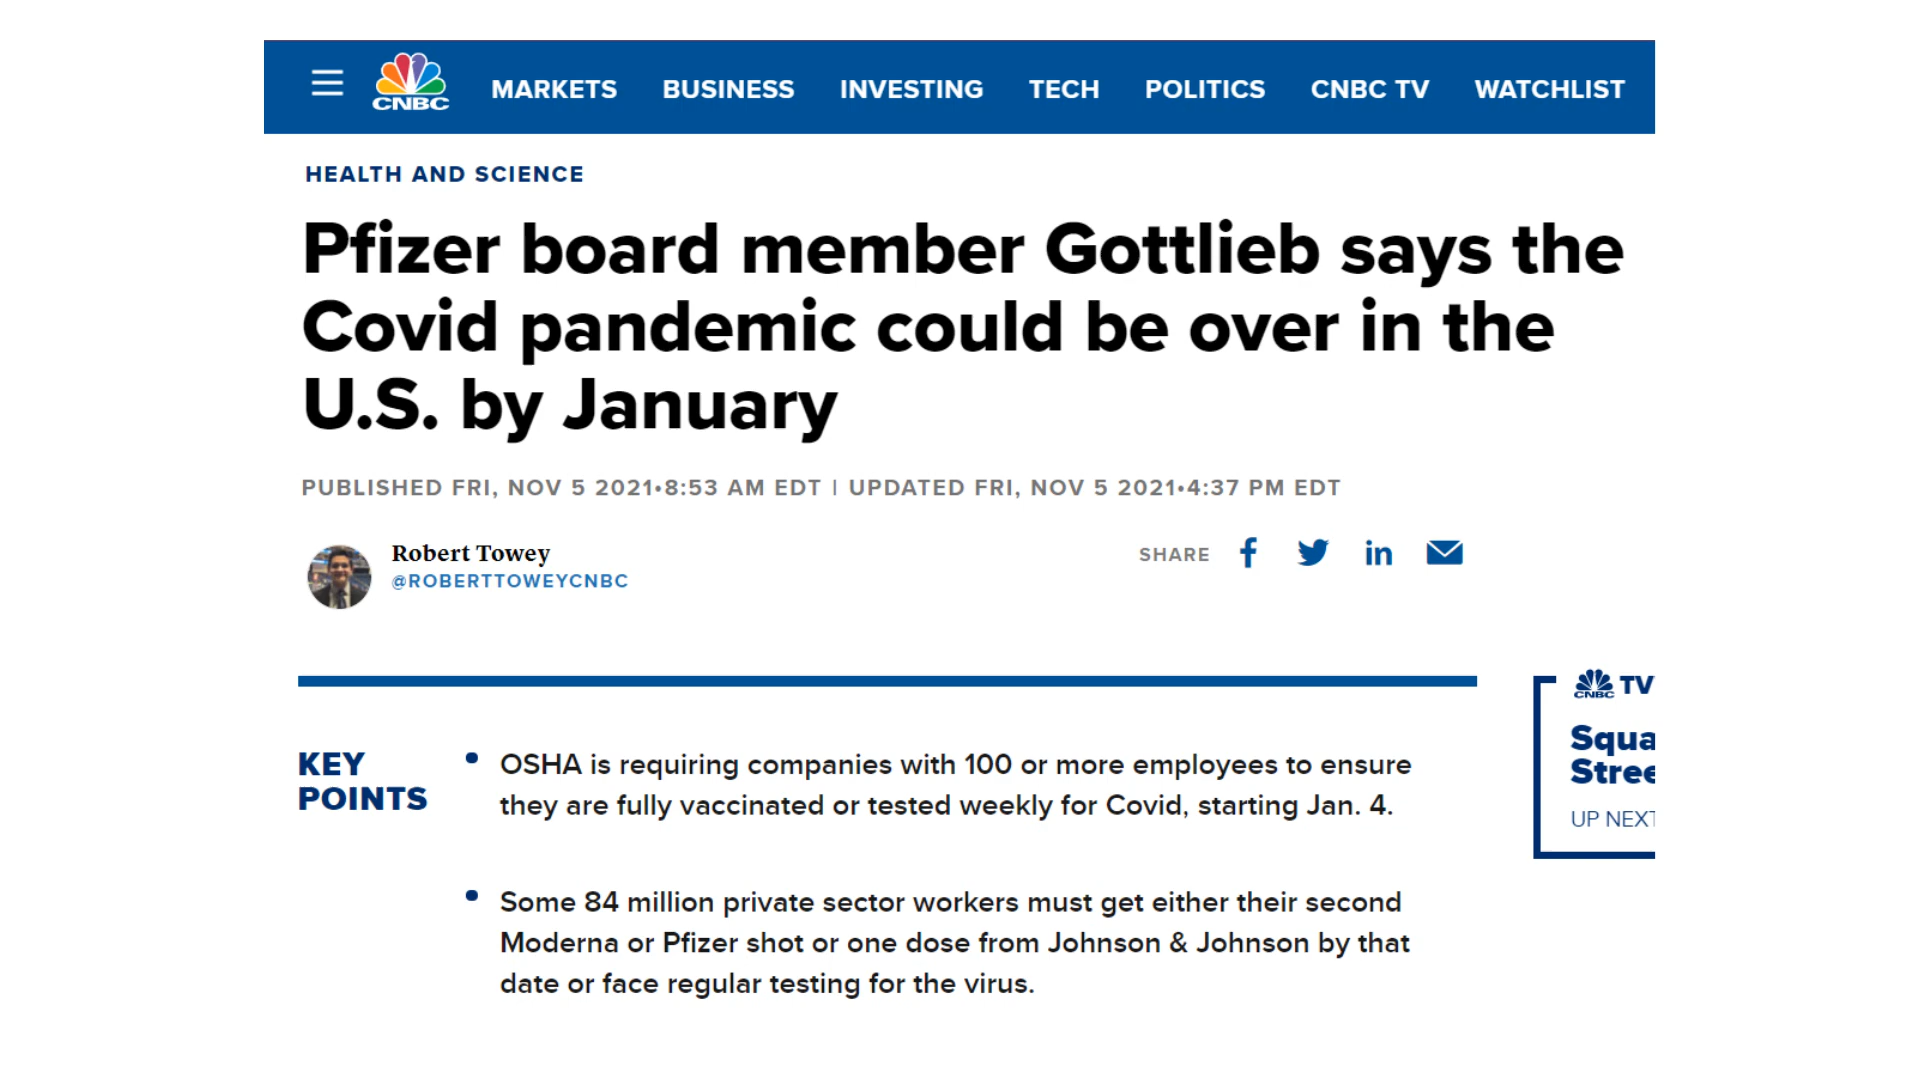 CNBC MARKETS BUSINESS INVESTING TECH POLITICS CNBC TV WATCHLIST
HEALTH AND SCIENCE
Pfizer board member Gottlieb says the
Covid pandemic could be over in the
U.S. by January
PUBLISHED FRI, NOV 5 2021•8:53 AM EDT | UPDATED FRI, NOV 5 2021•4:37 PM EDT
Robert Towey
@ROBERTTOWEYCNBC
SHARE
KEY
POINTS
• OSHA is requiring companies with 100 or more employees to ensure
they are fully vaccinated or tested weekly for Covid, starting Jan. 4.
• Some 84 million private sector workers must get either their second
Moderna or Pfizer shot or one dose from Johnson & Johnson by that
date or face regular testing for the virus.
CNBC TV
Squa
Stree
UP NEXT